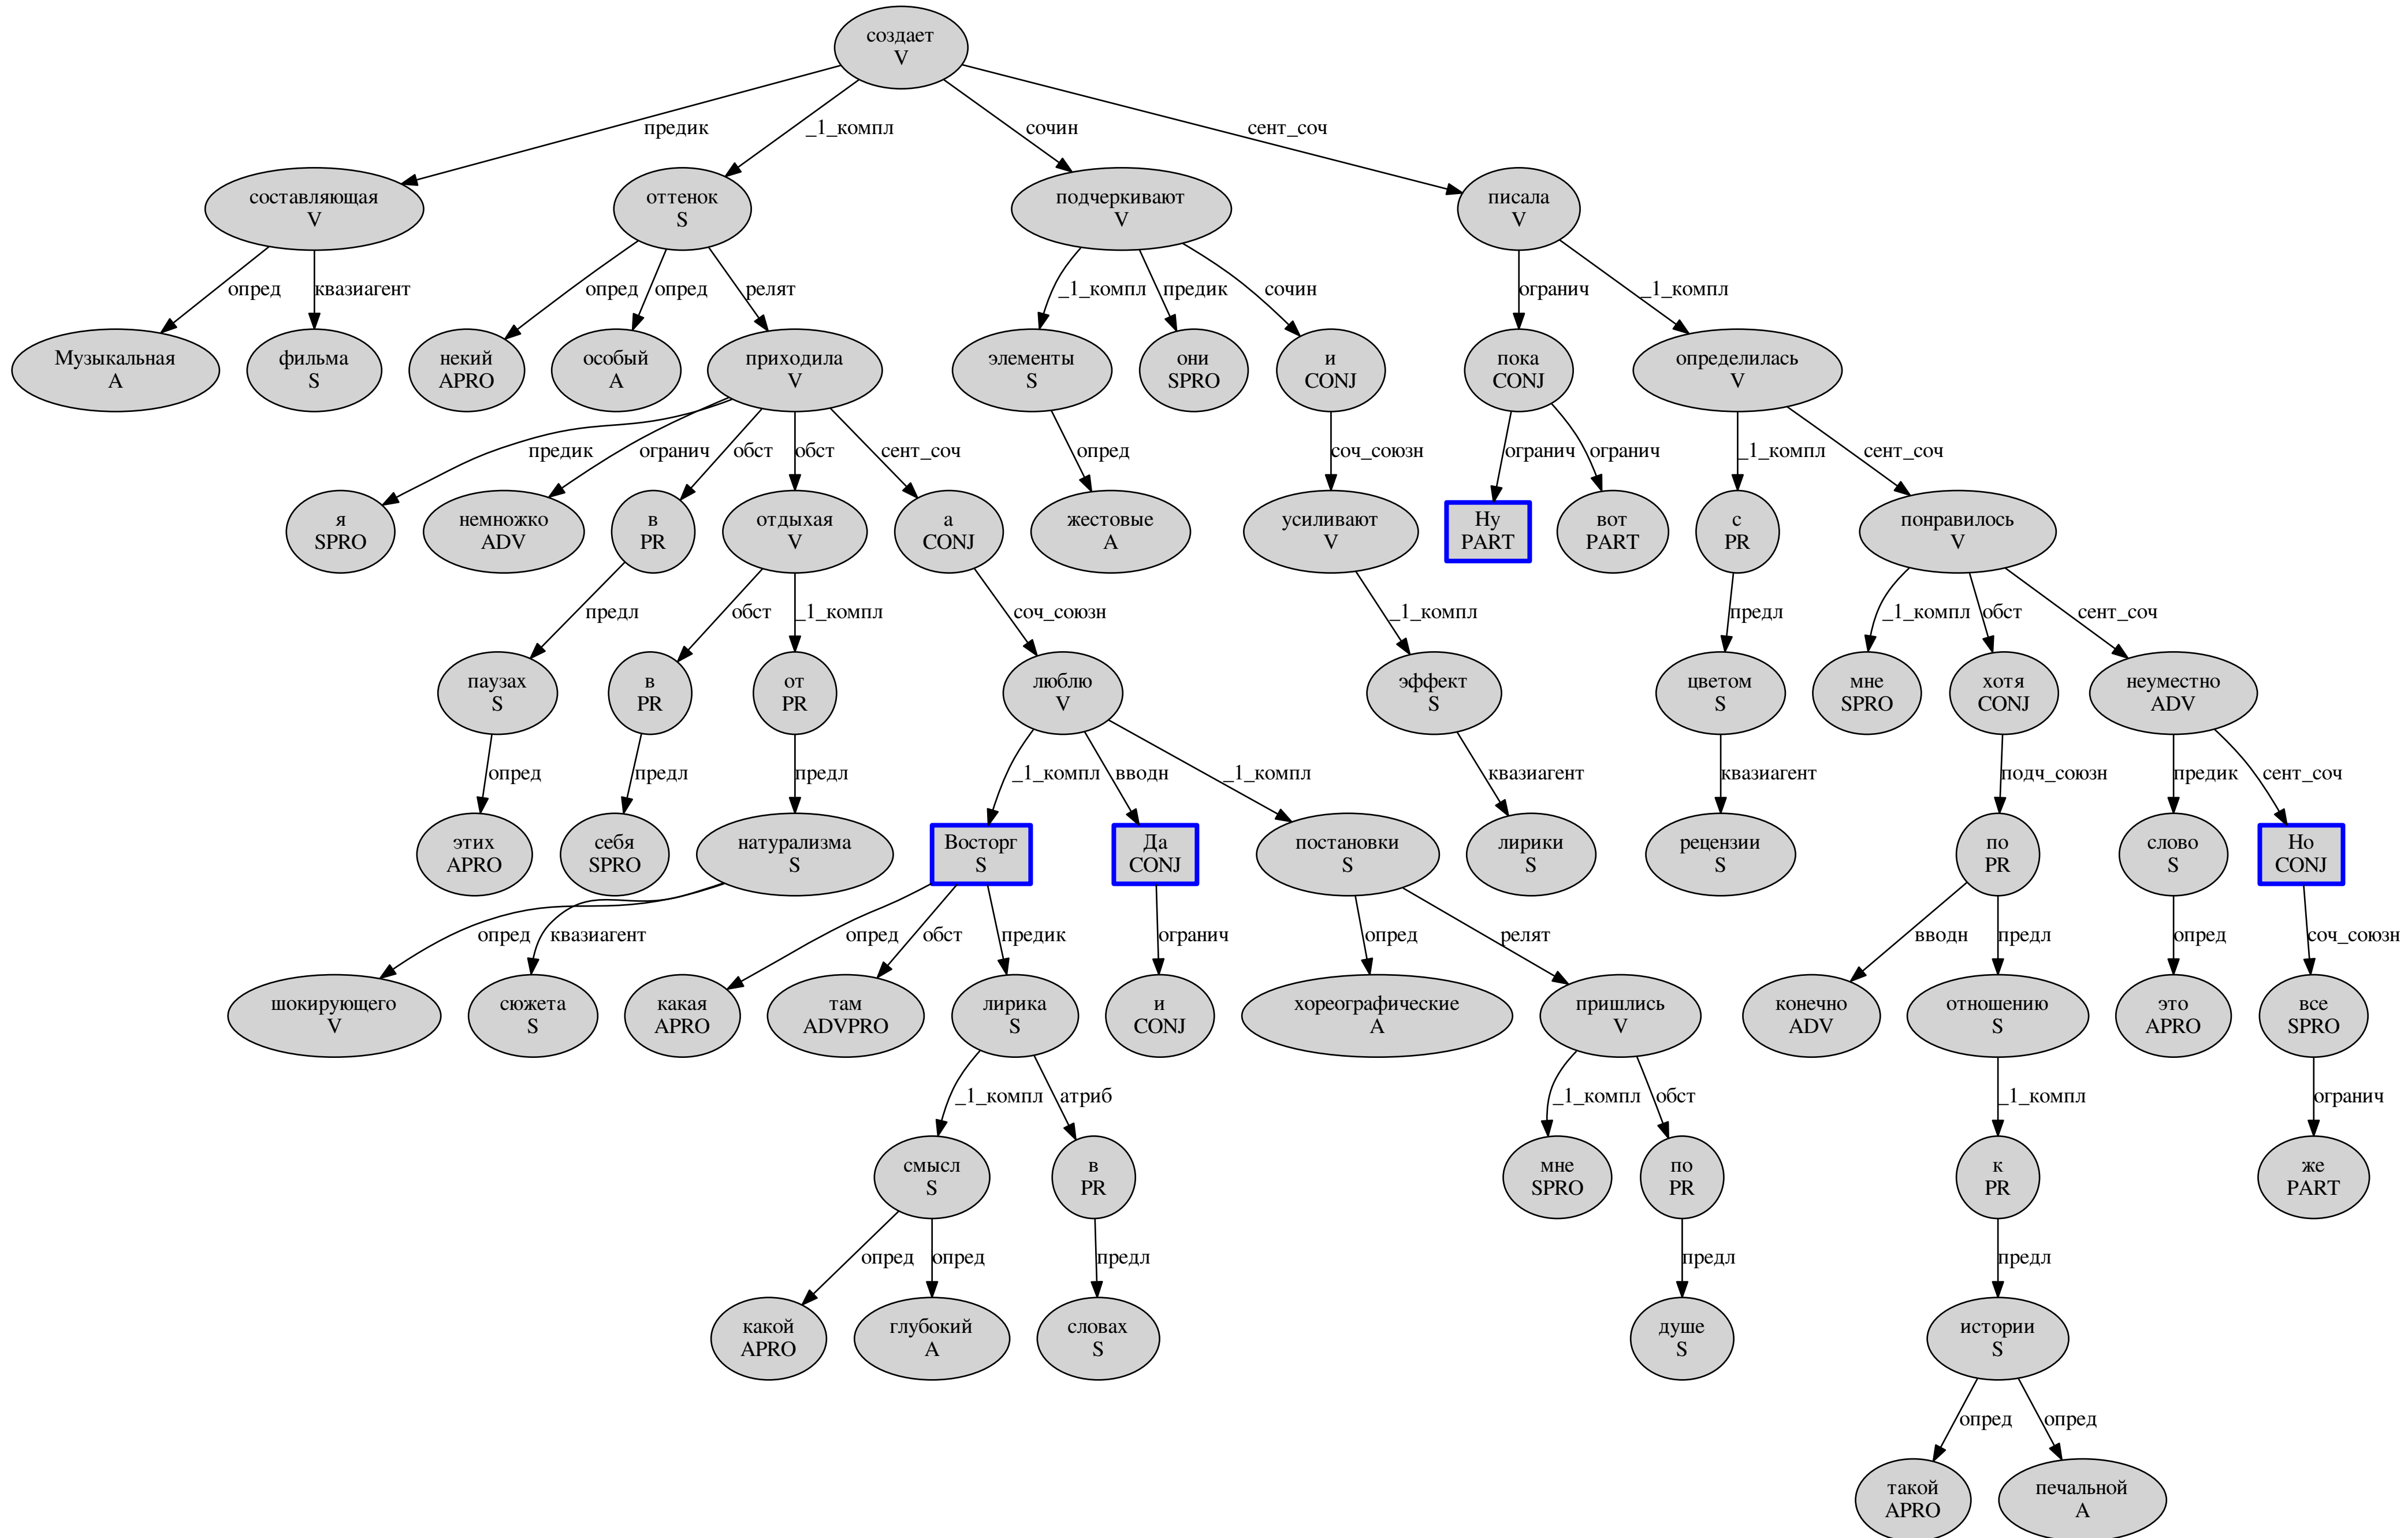 создает
V
предик
_1_компл
сочин
сент_соч
составляющая
V
оттенок
S
подчеркивают
V
писала
V
опред
квазиагент
опред
опред
релят
_1_компл
предик
сочин
огранич
_1_компл
Музыкальная
A
фильма
S
некий
APRO
особый
A
приходила
V
элементы
S
они
SPRO
и
CONJ
пока
CONJ
определилась
V
предик
огранич
обст
обст
сент_соч
опред
соч_союзн
огранич
огранич
_1_компл
сент_соч
я
SPRO
немножко
ADV
в
PR
отдыхая
V
а
CONJ
жестовые
A
усиливают
V
Ну
PART
вот
PART
с
PR
понравилось
V
предл
обст
_1_компл
соч_союзн
_1_компл
предл
_1_компл
обст
сент_соч
паузах
S
в
PR
от
PR
люблю
V
эффект
S
цветом
S
мне
SPRO
хотя
CONJ
неуместно
ADV
опред
предл
предл
_1_компл
вводн
_1_компл
квазиагент
квазиагент
подч_союзн
предик
сент_соч
этих
APRO
себя
SPRO
натурализма
S
Восторг
S
Да
CONJ
постановки
S
лирики
S
рецензии
S
по
PR
слово
S
Но
CONJ
опред
квазиагент
опред
обст
предик
огранич
опред
релят
вводн
предл
опред
соч_союзн
шокирующего
V
сюжета
S
какая
APRO
там
ADVPRO
лирика
S
и
CONJ
хореографические
A
пришлись
V
конечно
ADV
отношению
S
это
APRO
все
SPRO
_1_компл
атриб
_1_компл
обст
_1_компл
огранич
смысл
S
в
PR
мне
SPRO
по
PR
к
PR
же
PART
опред
опред
предл
предл
предл
какой
APRO
глубокий
A
словах
S
душе
S
истории
S
опред
опред
такой
APRO
печальной
A